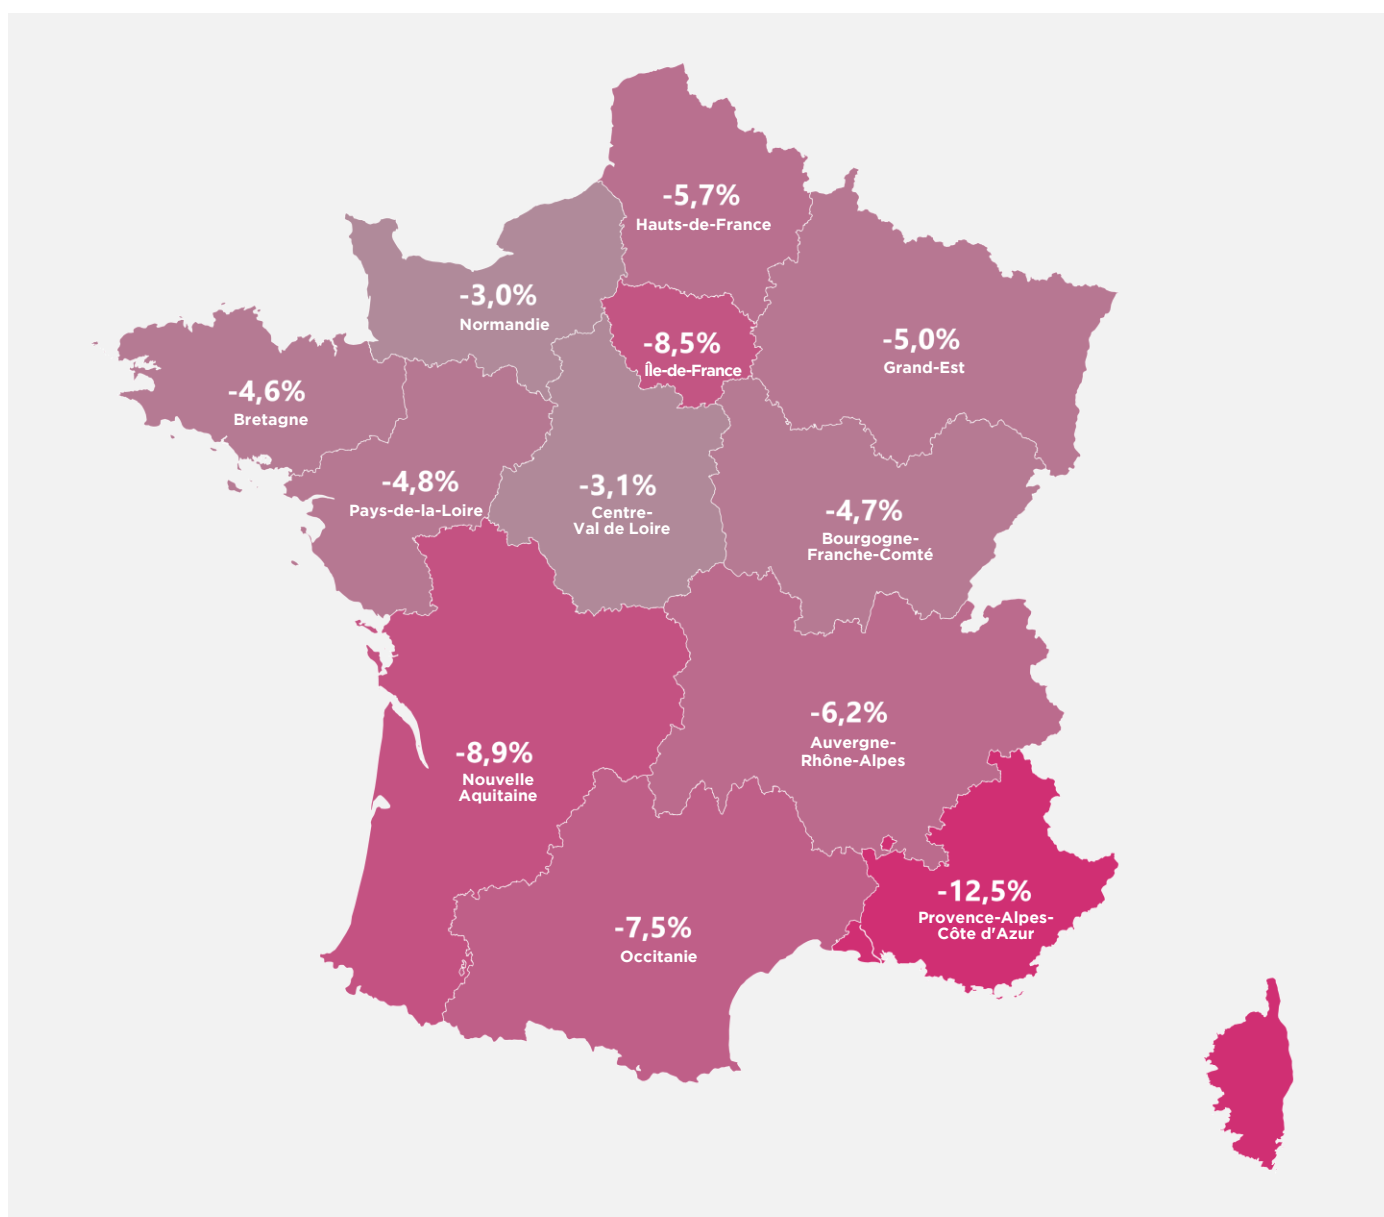 -5,7%
Hauts-de-France
-3,0%
Normandie
-8,5%
Île-de-France
-5,0%
Grand-Est
-4,6%
Bretagne
-4,8%
Pays-de-la-Loire
-3,1%
Centre-
Val de Loire
-4,7%
Bourgogne-
Franche-Comté
-8,9%
Nouvelle
Aquitaine
-6,2%
Auvergne-
Rhône-Alpes
-7,5%
Occitanie
-12,5%
Provence-Alpes-
Côte d'Azur